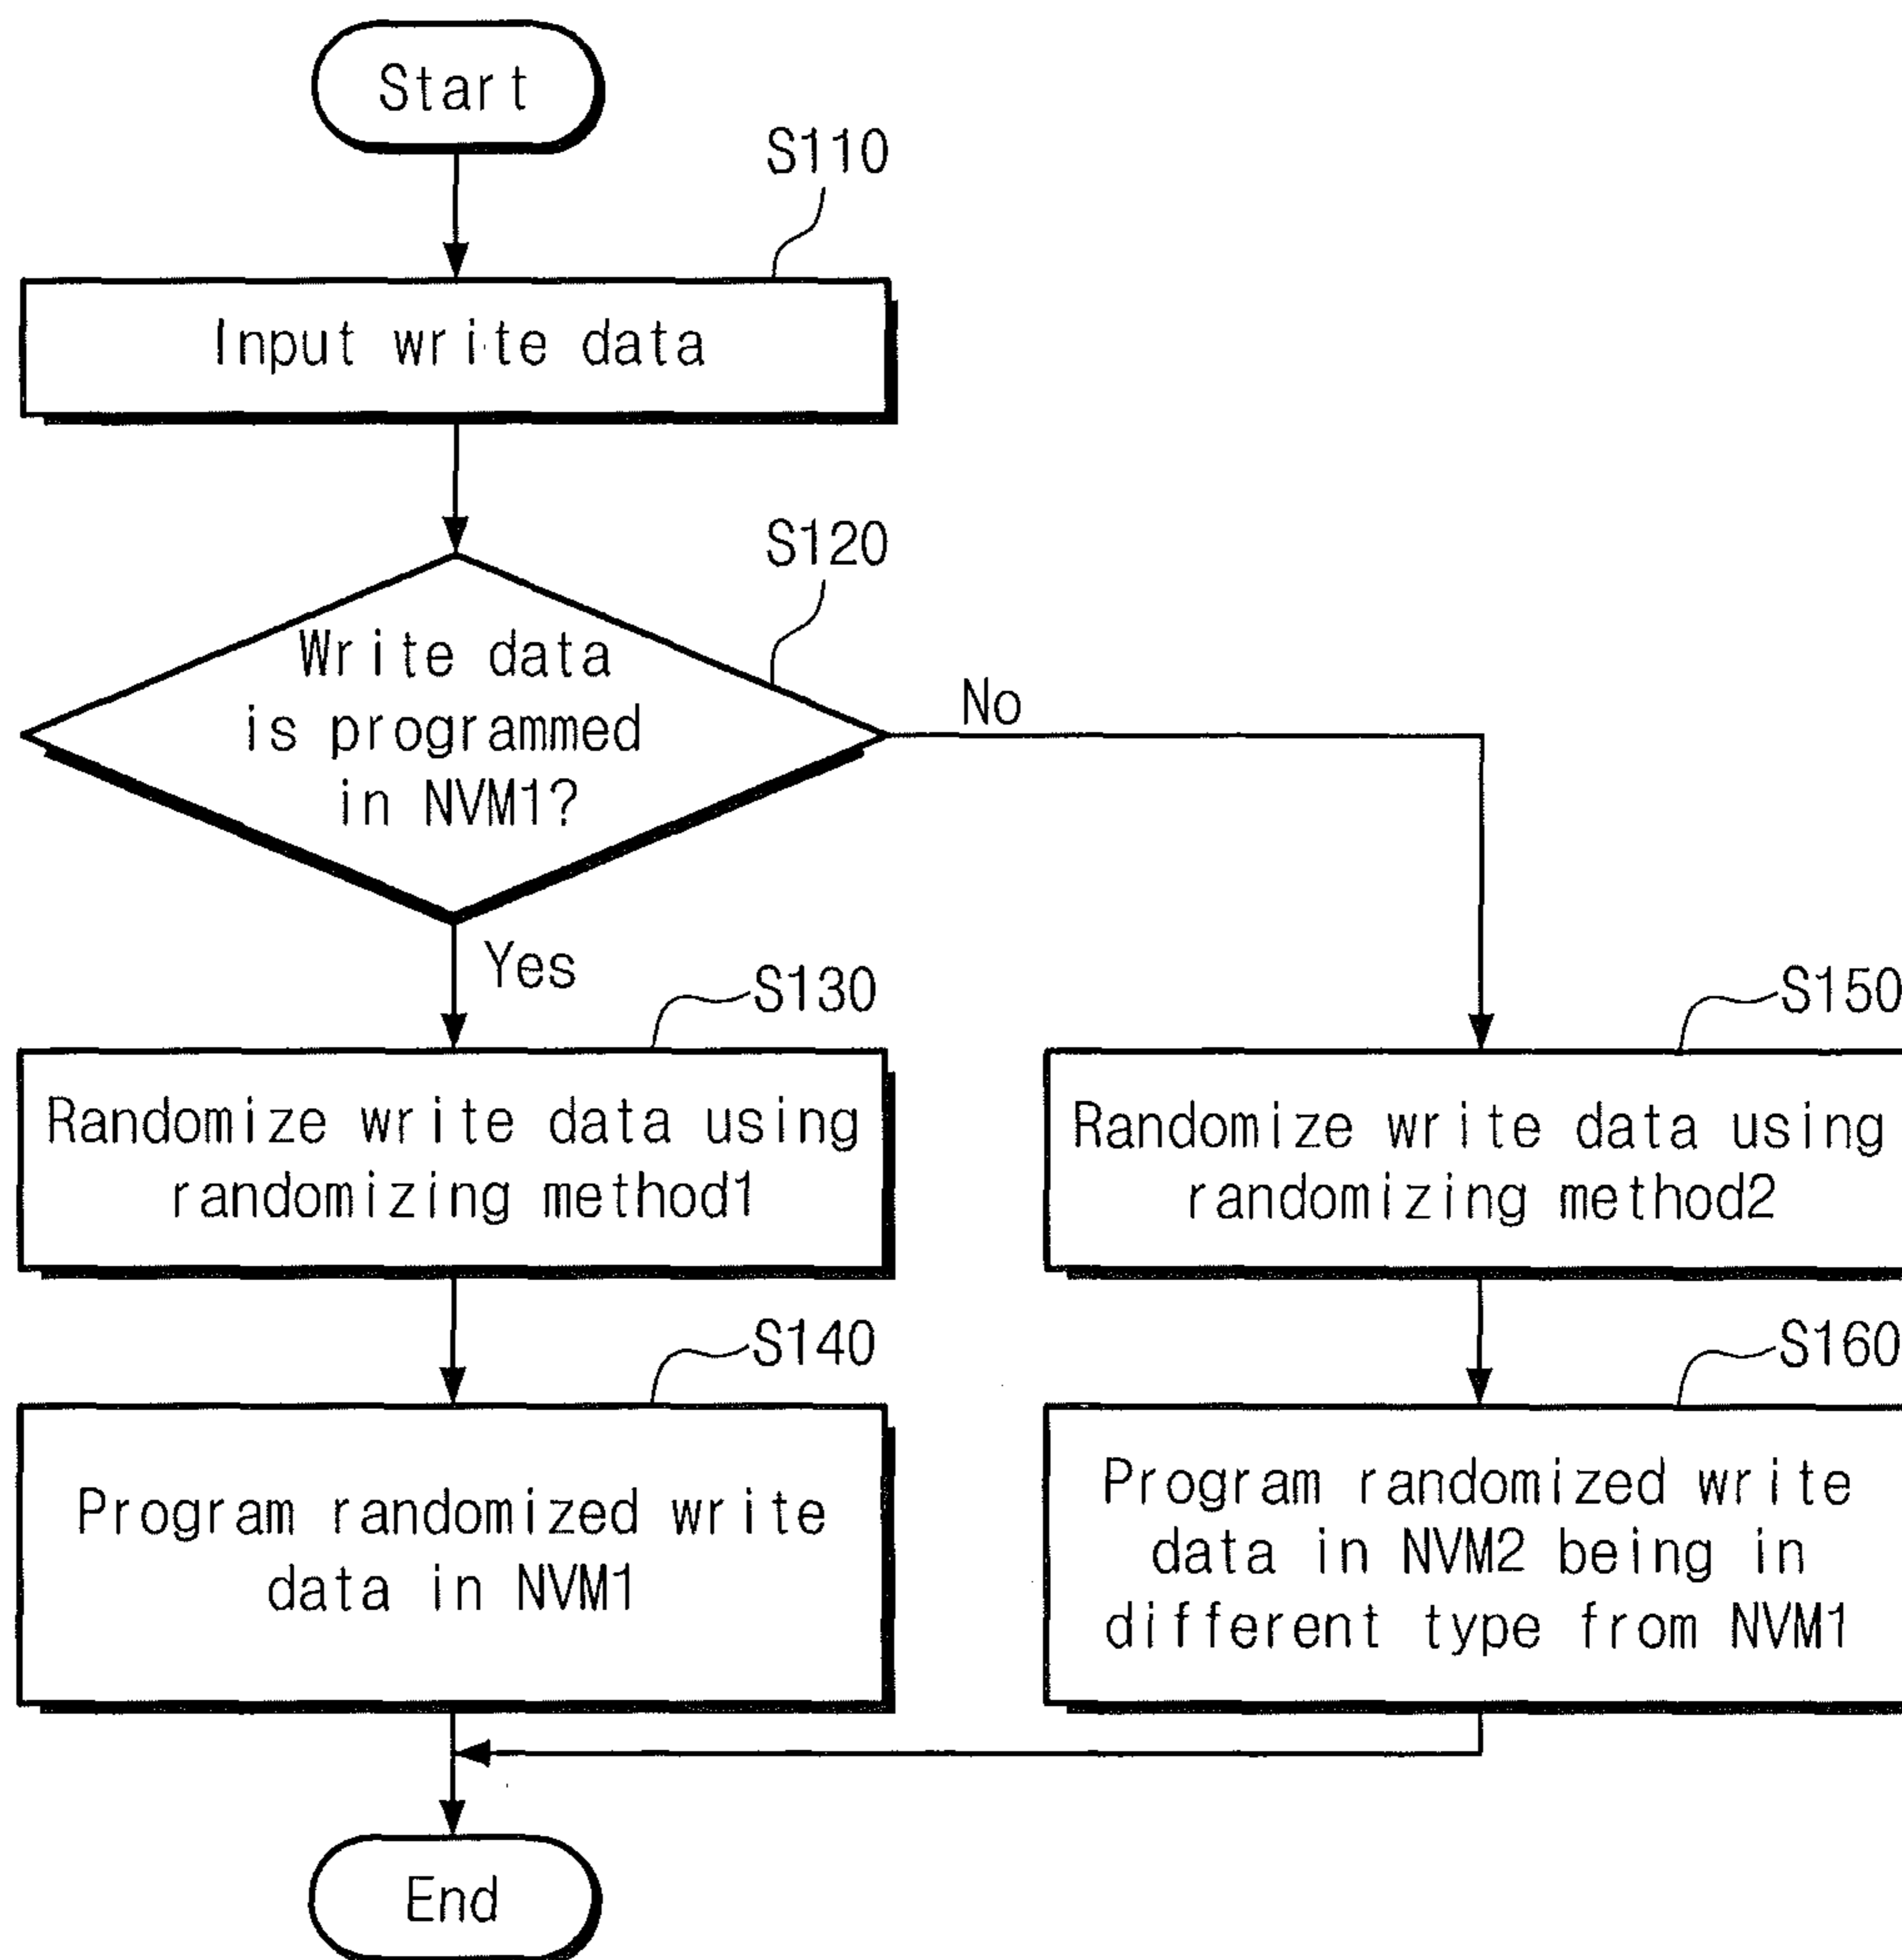 Start
S110
Input write data
S120
Write data
is programmed
in NVM1?
No
Yes
S130
Randomize write data using
randomizing method1
S150
Randomize write data using
randomizing method2
S140
Program randomized write
data in NVM1
S160
Program randomized write
data in NVM2 being in
different type from NVM1
End